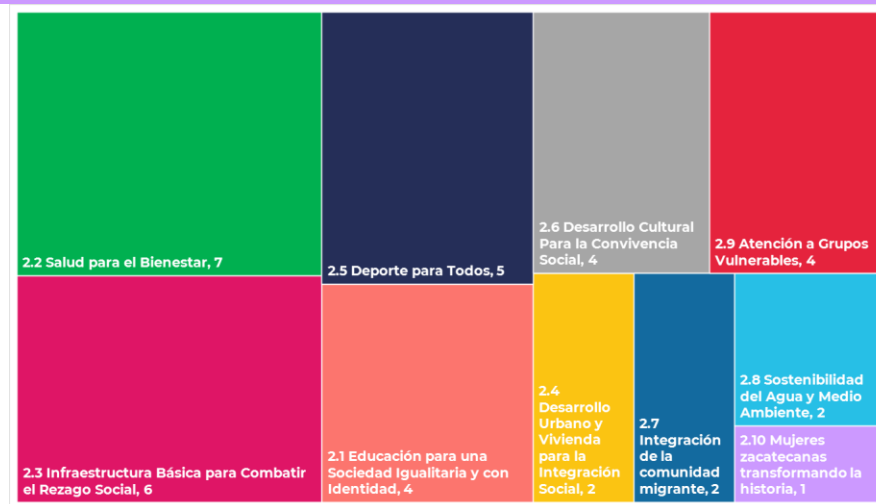 2.2 Salud para el Bienestar, 7
2.5 Deporte para Todos, 5
2.6 Desarrollo Cultural
Para la Convivencia
Social, 4
2.9 Atención a Grupos
Vulnerables, 4
2.3 Infraestructura Básica para Combatir
el Rezago Social, 6
2.1 Educación para una
Sociedad Igualitaria y con
Identidad, 4
2.4
Desarrollo
Urbano y
Vivienda
para la
Integración
Social, 2
2.7
Integración
de la
comunidad
migrante, 2
2.8 Sostenibilidad
del Agua y Medio
Ambiente, 2
2.10 Mujeres
zacatecanas
transformando la
historia, 1